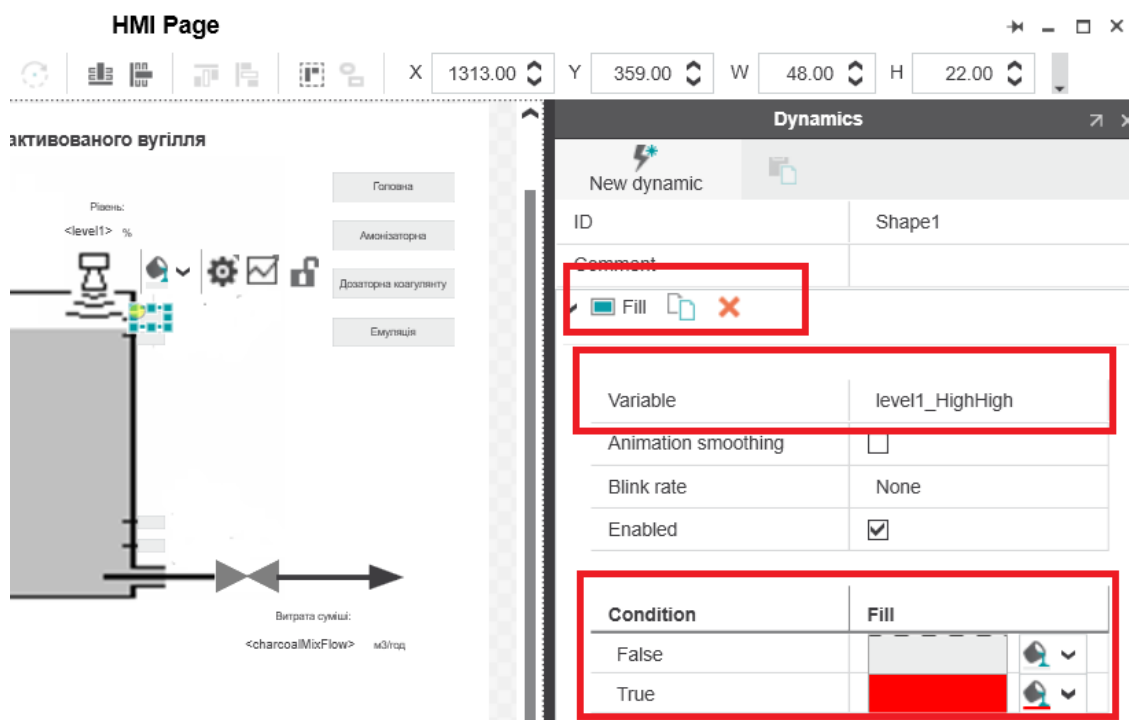 HMI Page
X 1313.00 Y 359.00 W 48.00 H 22.00
активованого вугілля
Рівень:
<level1> %
Головна
Амонізаторна
Дозаторна коагулянту
Емуляція
Витрата суміші:
<charcoalMixFlow> м3/год
Dynamics
New dynamic
ID Shape1
Comment
Fill
Variable level1_HighHigh
Animation smoothing
Blink rate None
Enabled
Condition Fill
False
True